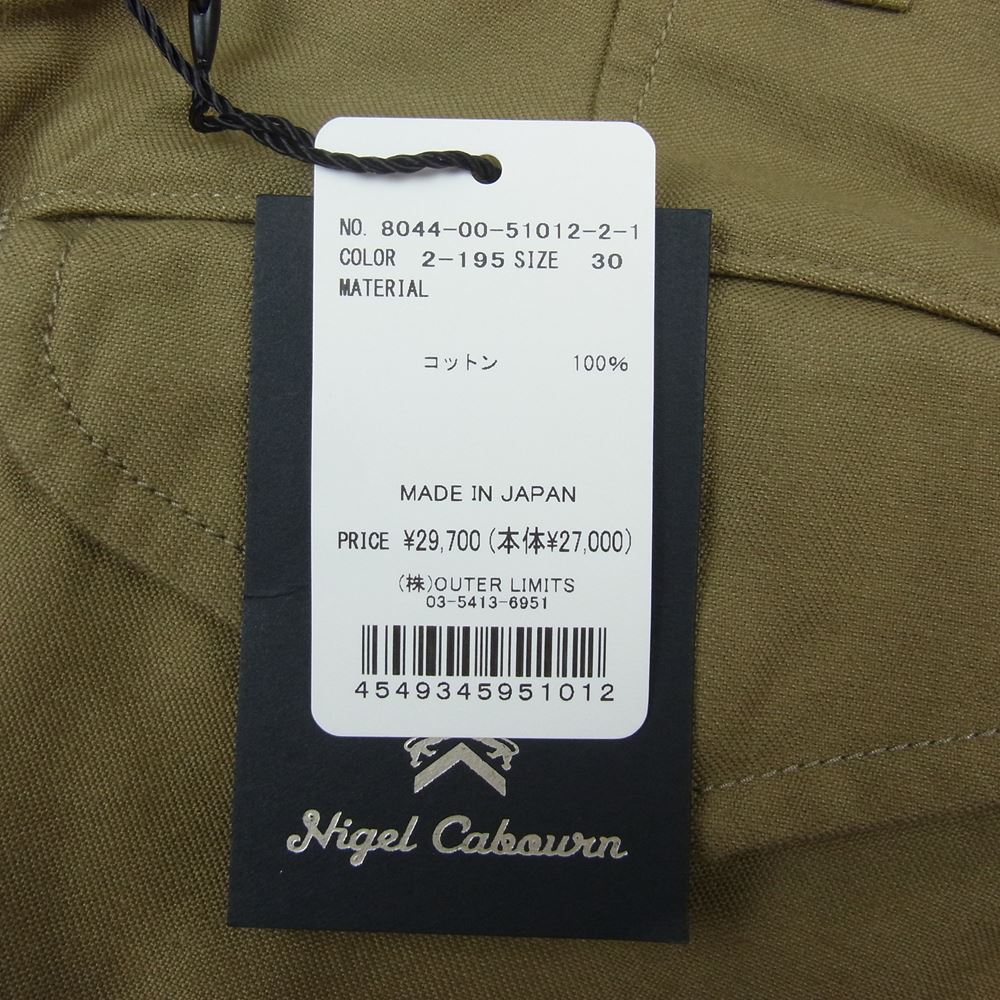 NO. 8044-00-51012-2-1
COLOR 2-195 SIZE 30
MATERIAL
コットン 100%
MADE IN JAPAN
PRICE ¥29,700 (本体¥27,000)
(株)OUTER LIMITS
03-5413-6951
4549345951012
Nigel Cabourn